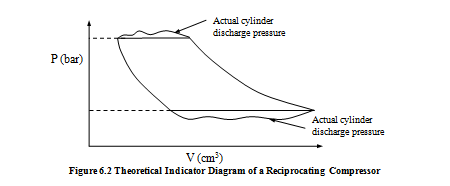 Actual cylinder
discharge pressure
P (bar)
Actual cylinder
discharge pressure
V (cm³)
Figure 6.2 Theoretical Indicator Diagram of a Reciprocating Compressor